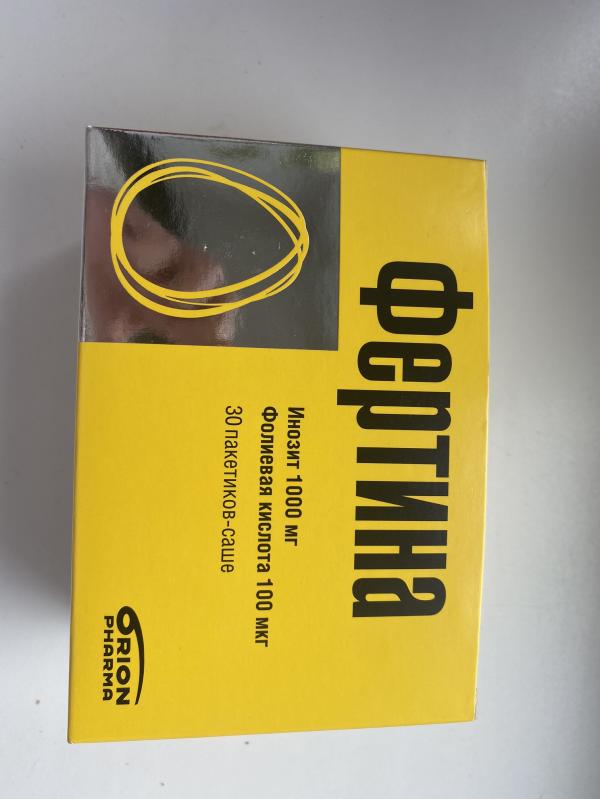 Фертина
Инозит 1000 мг
Фолиевая кислота 100 мкг
30 пакетиков-саше
ORION
PHARMA